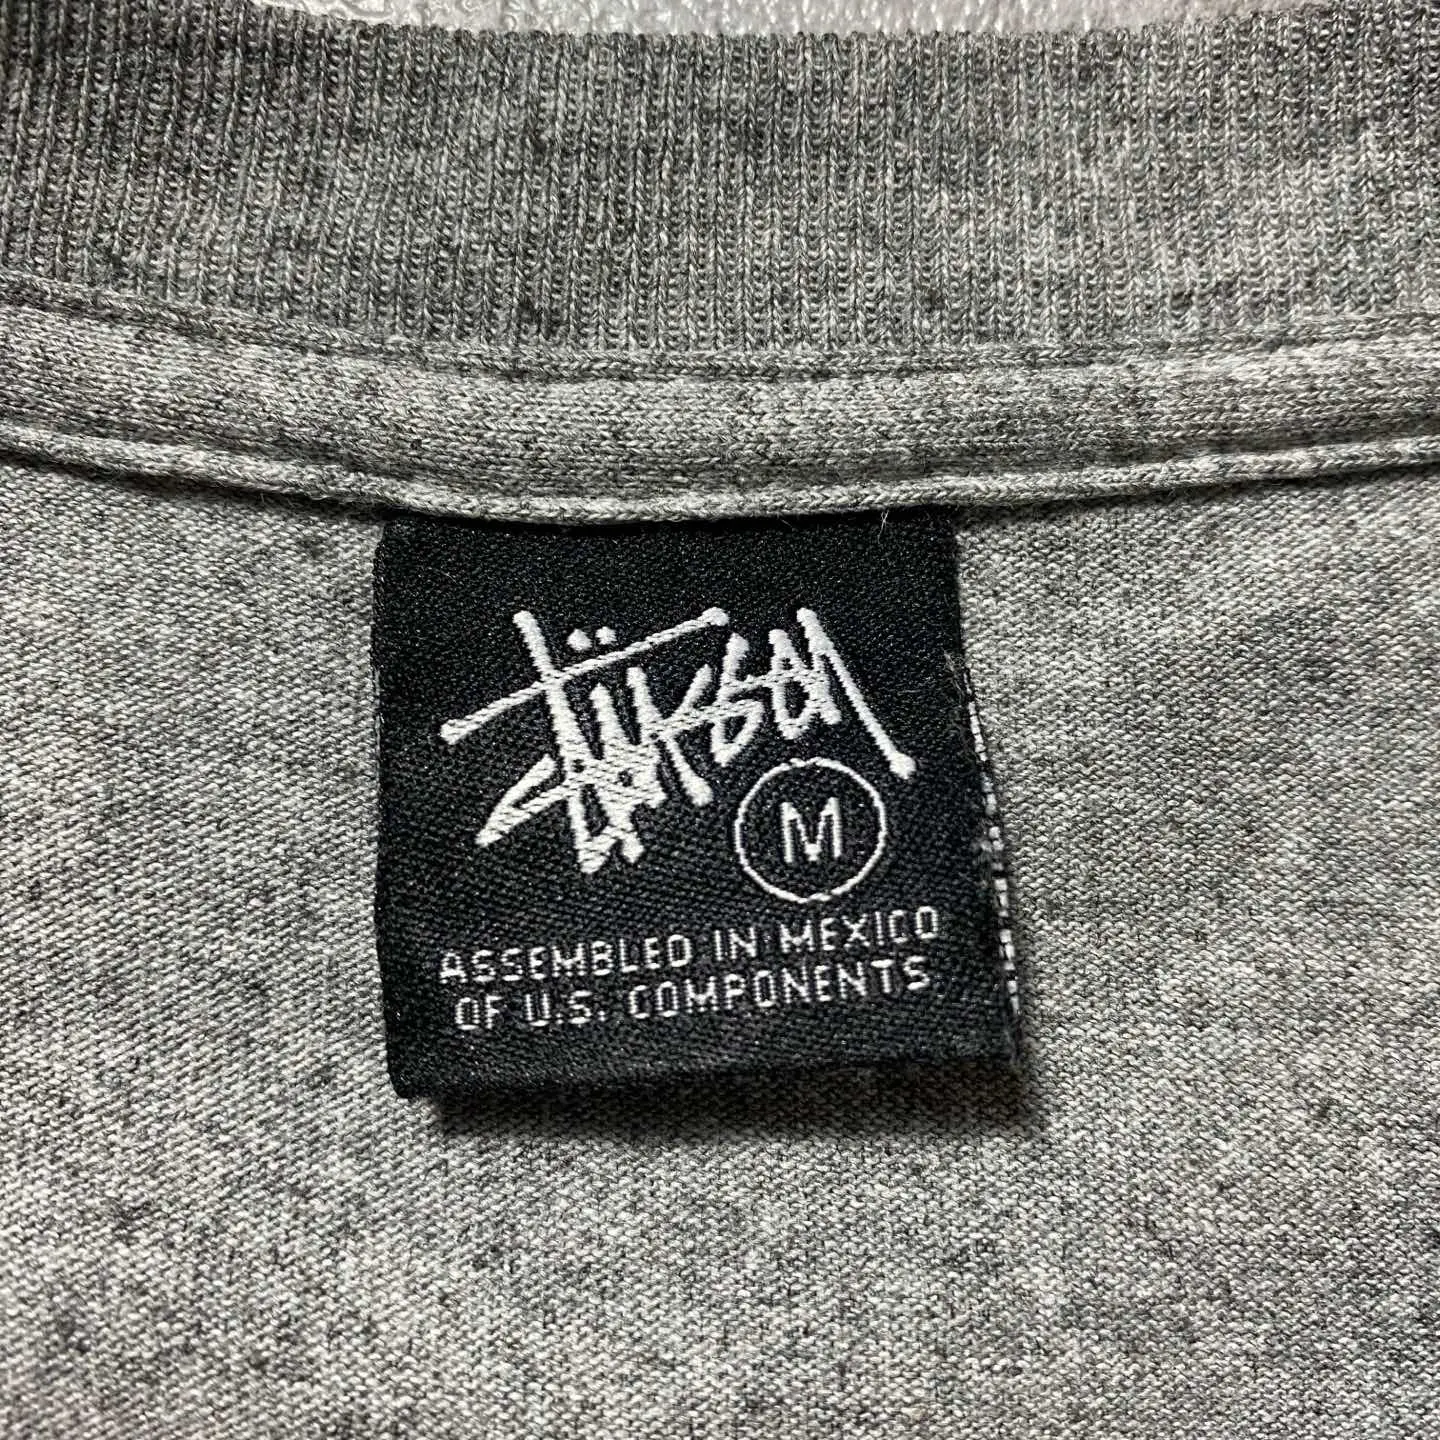 Stüssy
M
ASSEMBLED IN MEXICO
OF U.S. COMPONENTS